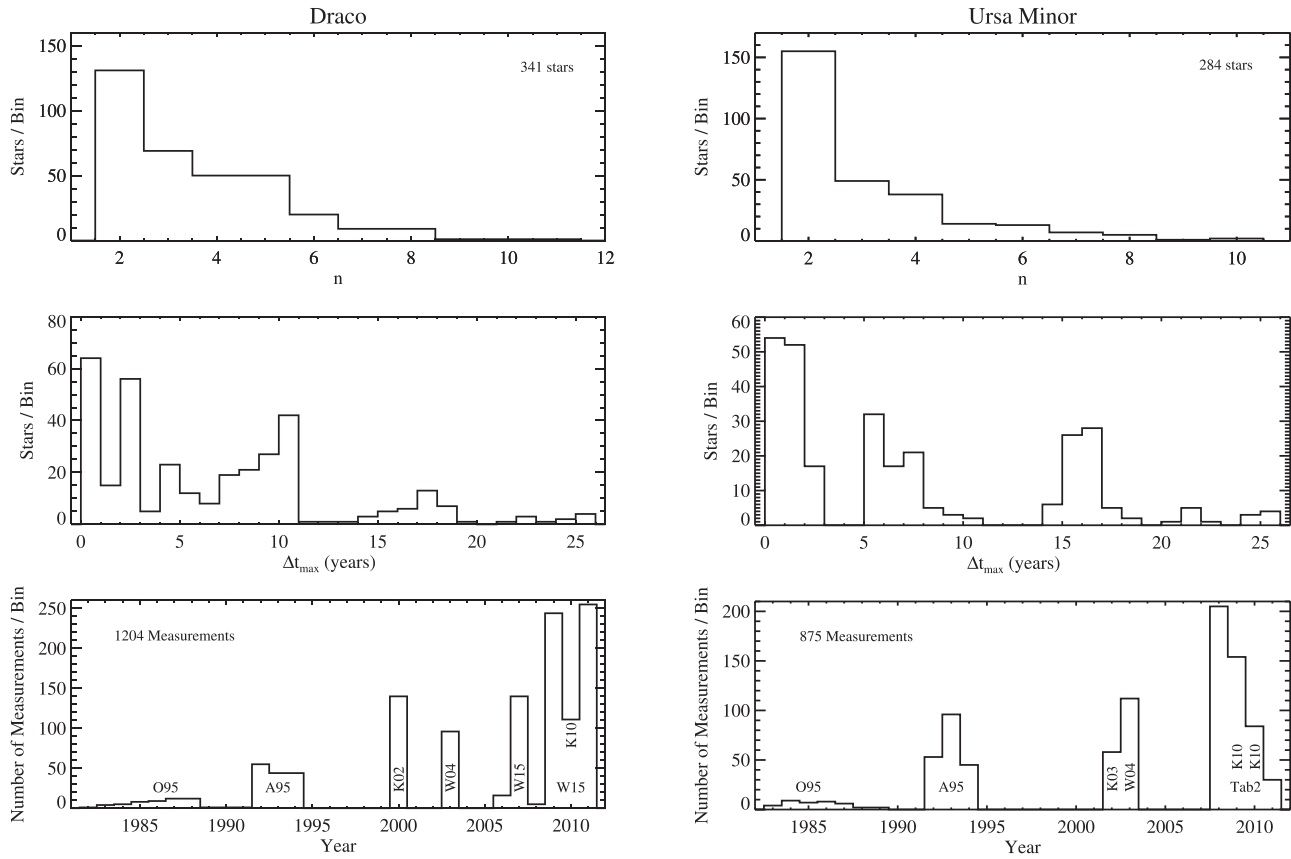 Draco
Stars / Bin
150
100
50
0
341 stars
2 4 6 8 10 12
n
Ursa Minor
Stars / Bin
150
100
50
0
284 stars
2 4 6 8 10
n
Stars / Bin
80
60
40
20
0
0 5 10 15 20 25
Δtmax (years)
Stars / Bin
60
50
40
30
20
10
0
0 5 10 15 20 25
Δtmax (years)
Number of Measurements / Bin
250
200
150
100
50
0
1204 Measurements
O95
A95
K02
W04
W15
K10
W15
1985 1990 1995 2000 2005 2010
Year
Number of Measurements / Bin
200
150
100
50
0
875 Measurements
O95
A95
K03
W04
K10
K10
Tab2
1985 1990 1995 2000 2005 2010
Year